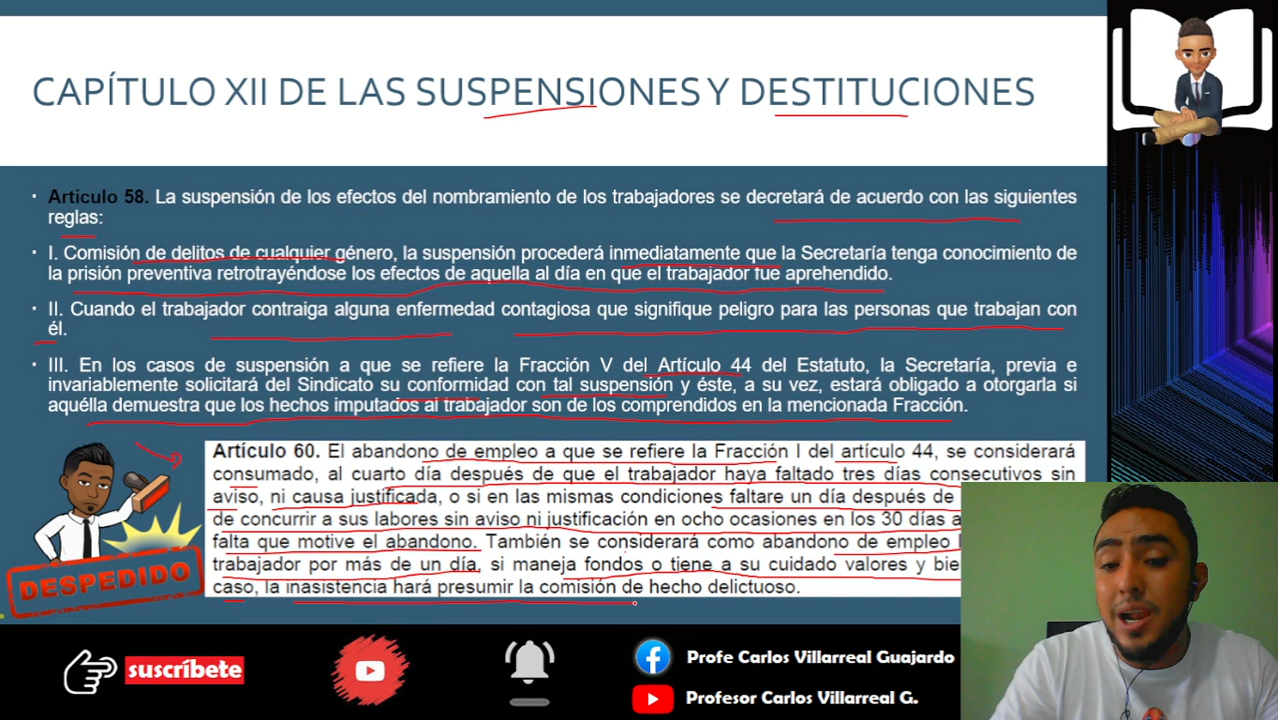 CAPÍTULO XII DE LAS SUSPENSIONES Y DESTITUCIONES
Artículo 58. La suspensión de los efectos del nombramiento de los trabajadores se decretará de acuerdo con las siguientes
reglas:
I. Comisión de delitos de cualquier género, la suspensión procederá inmediatamente que la Secretaría tenga conocimiento de
la prisión preventiva retrotrayéndose los efectos de aquella al día en que el trabajador fue aprehendido.
II. Cuando el trabajador contraiga alguna enfermedad contagiosa que signifique peligro para las personas que trabajan con
él.
III. En los casos de suspensión a que se refiere la Fracción V del Artículo 44 del Estatuto, la Secretaría, previa e
invariablemente solicitará del Sindicato su conformidad con tal suspensión y éste, a su vez, estará obligado a otorgarla si
aquélla demuestra que los hechos imputados al trabajador son de los comprendidos en la mencionada Fracción.
Artículo 60. El abandono de empleo a que se refiere la Fracción I del artículo 44, se considerará
consumado, al cuarto día después de que el trabajador haya faltado tres días consecutivos sin
aviso, ni causa justificada, o si en las mismas condiciones faltare un día después de
de concurrir a sus labores sin aviso ni justificación en ocho ocasiones en los 30 días
falta que motive el abandono. También se considerará como abandono de empleo
trabajador por más de un día, si maneja fondos o tiene a su cuidado valores y
caso, la inasistencia hará presumir la comisión de hecho delictuoso.
DESPEDIDO
suscríbete
Profe Carlos Villarreal Guajardo
Profesor Carlos Villarreal G.